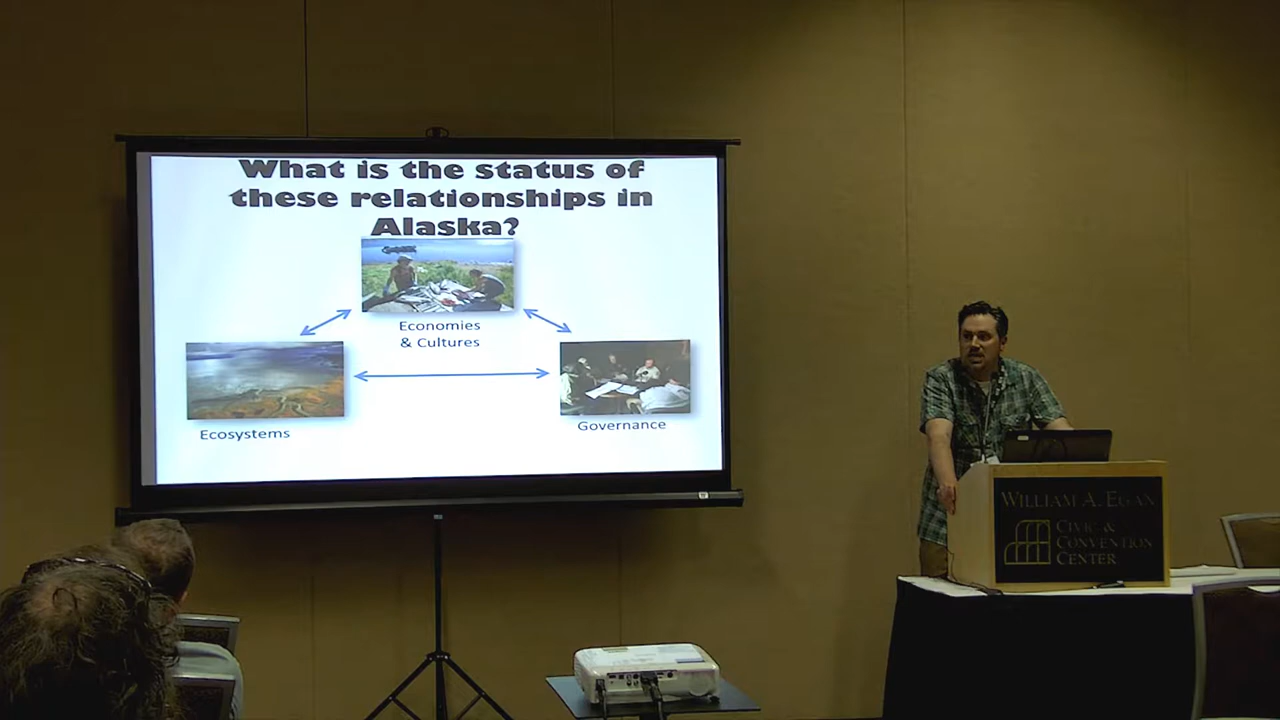 What is the status of
these relationships in
Alaska?
Economies
& Cultures
Ecosystems
Governance
WILLIAM A. EGAN
CIVIC &
CONVENTION
CENTER